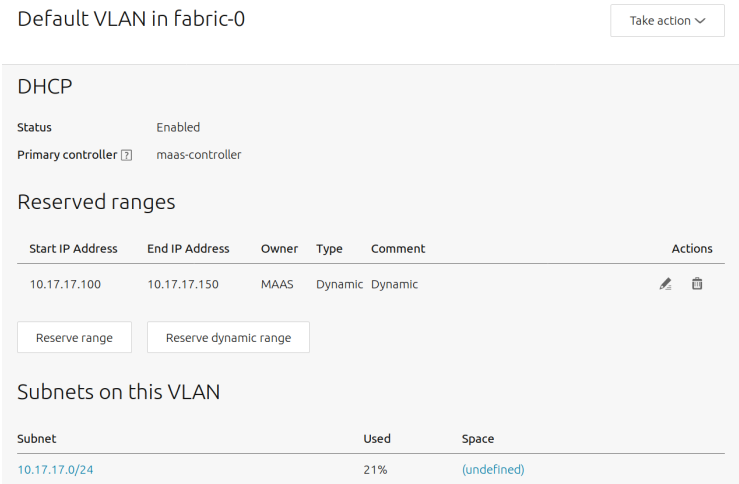 Default VLAN in fabric-0
Take action
DHCP
Status Enabled
Primary controller ? maas-controller
Reserved ranges
Start IP Address End IP Address Owner Type Comment Actions
10.17.17.100 10.17.17.150 MAAS Dynamic Dynamic
Reserve range Reserve dynamic range
Subnets on this VLAN
Subnet Used Space
10.17.17.0/24 21% (undefined)